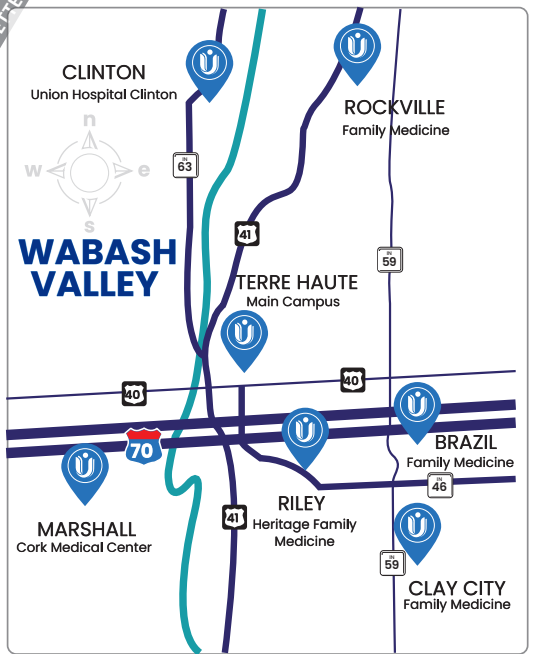 CLINTON
Union Hospital Clinton
ROCKVILLE
Family Medicine
n
w e
s
IN
63
WABASH
VALLEY
41
IN
59
TERRE HAUTE
Main Campus
40
40
70
BRAZIL
Family Medicine
IN
46
MARSHALL
Cork Medical Center
41
RILEY
Heritage Family
Medicine
IN
59
CLAY CITY
Family Medicine